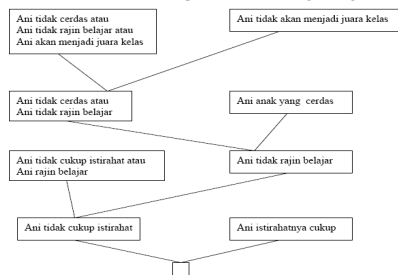 Ani tidak cerdas atau
Ani tidak rajin belajar atau
Ani akan menjadi juara kelas
Ani tidak akan menjadi juara kelas
Ani tidak cerdas atau
Ani tidak rajin belajar
Ani anak yang cerdas
Ani tidak cukup istirahat atau
Ani rajin belajar
Ani tidak rajin belajar
Ani tidak cukup istirahat
Ani istirahatnya cukup